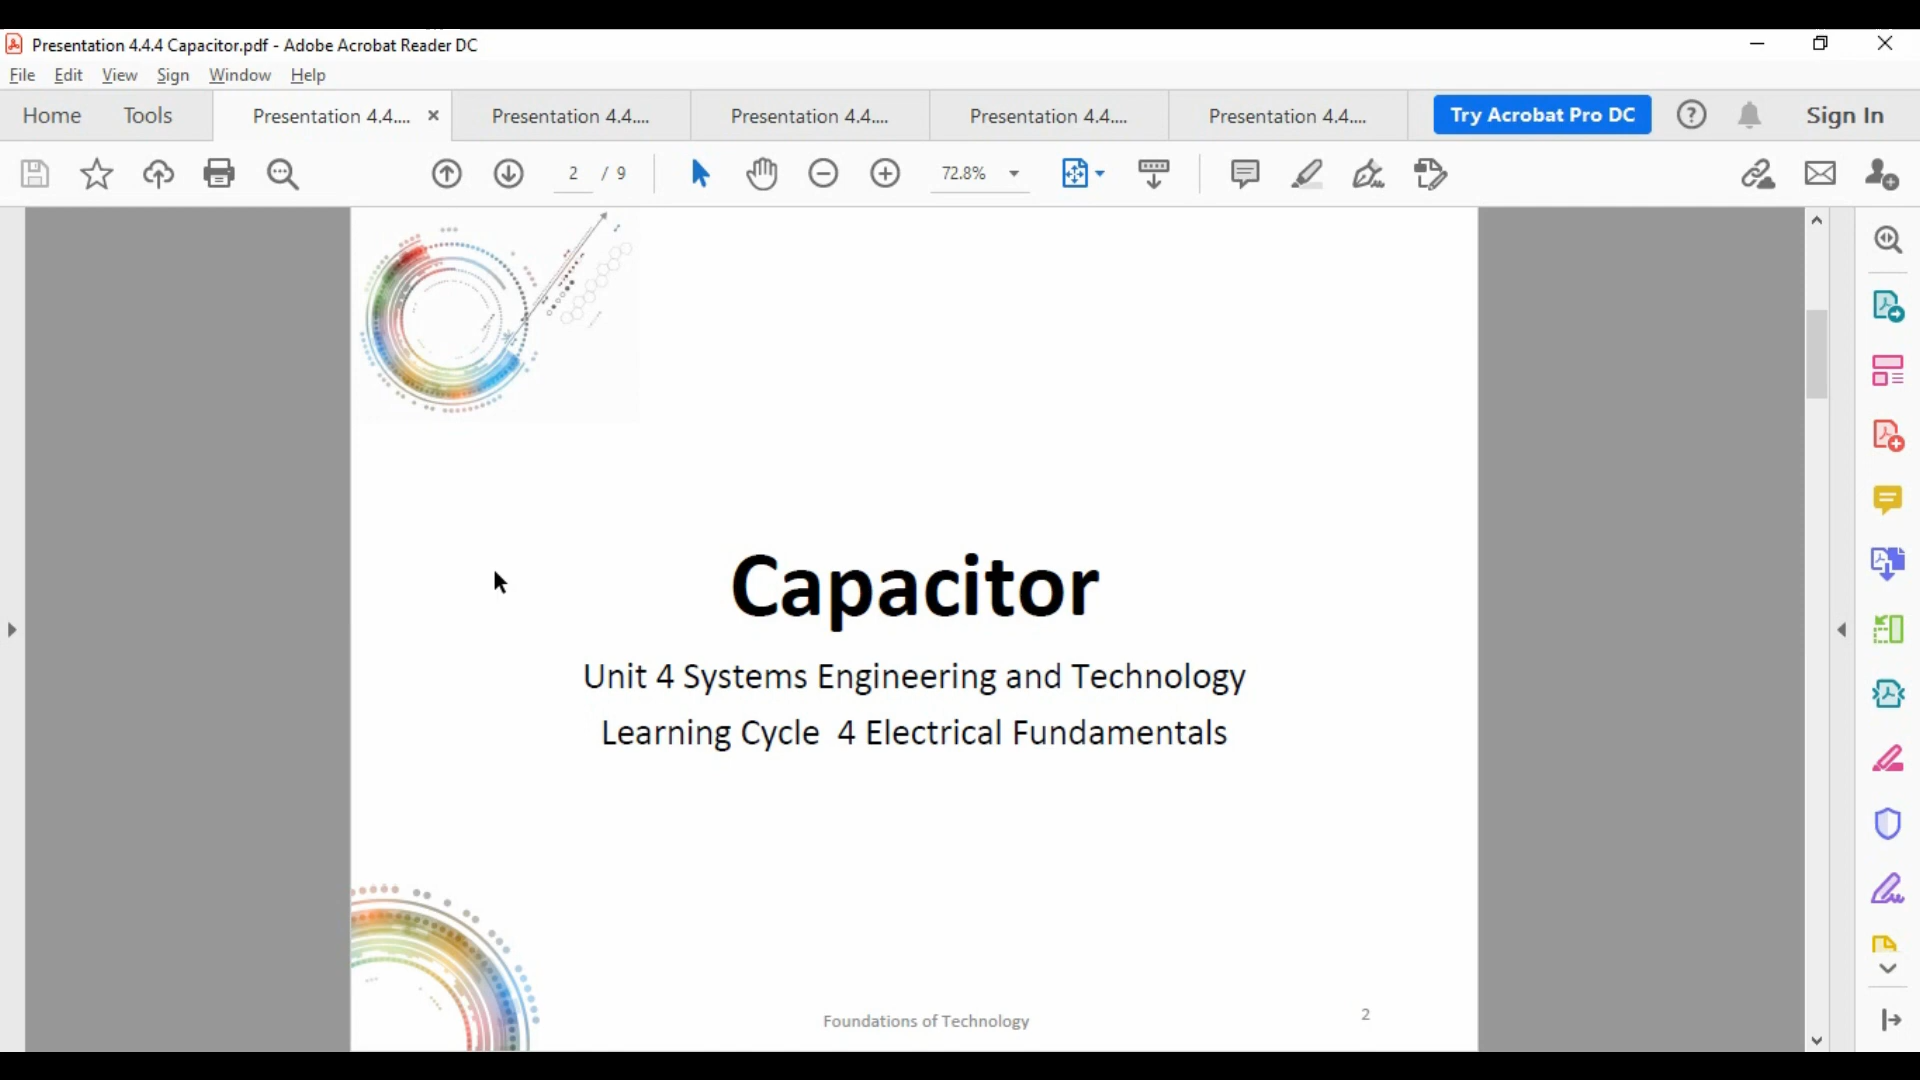 Presentation 4.4.4 Capacitor.pdf - Adobe Acrobat Reader DC
File Edit View Sign Window Help
Home Tools Presentation 4.4.... × Presentation 4.4.... Presentation 4.4.... Presentation 4.4.... Presentation 4.4.... Try Acrobat Pro DC Sign In
2 / 9 72.8%
Capacitor
Unit 4 Systems Engineering and Technology
Learning Cycle 4 Electrical Fundamentals
Foundations of Technology 2